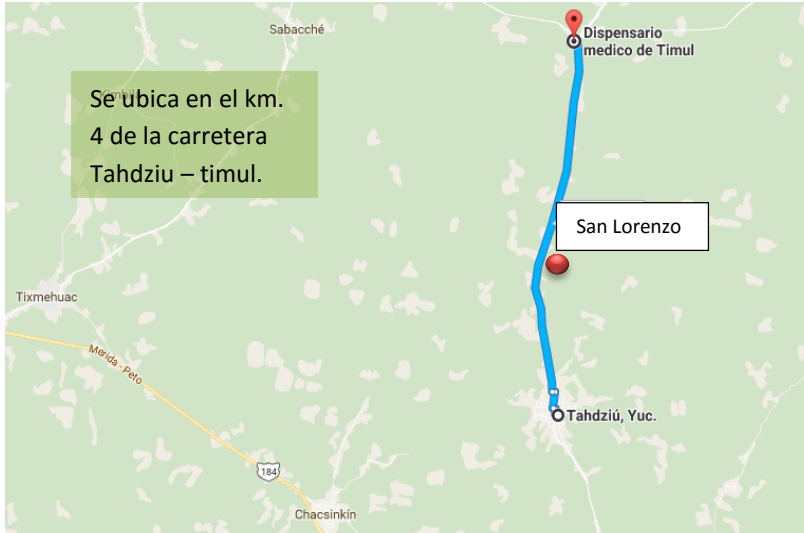 Sabacché
Dispensario
medico de Timul
Kimbila
Se ubica en el km.
4 de la carretera
Tahdziu – timul.
San Lorenzo
Tixmehuac
Merida - Peto
Tahdziú, Yuc.
184
Chacsinkín